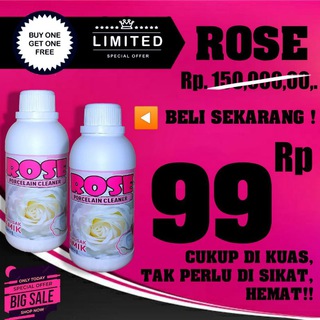 BUY ONE
GET ONE
FREE
LIMITED
SPECIAL OFFER
ROSE
Rp. 150,000,00,.
BELI SEKARANG !
Rp
99
CUKUP DI KUAS,
TAK PERLU DI SIKAT,
HEMAT!!
ROSE
PORCELAIN CLEANER
ROSE
PORCELAIN CLEANER
ONLY TODAY
SPECIAL OFFER
BIG SALE
SHOP NOW